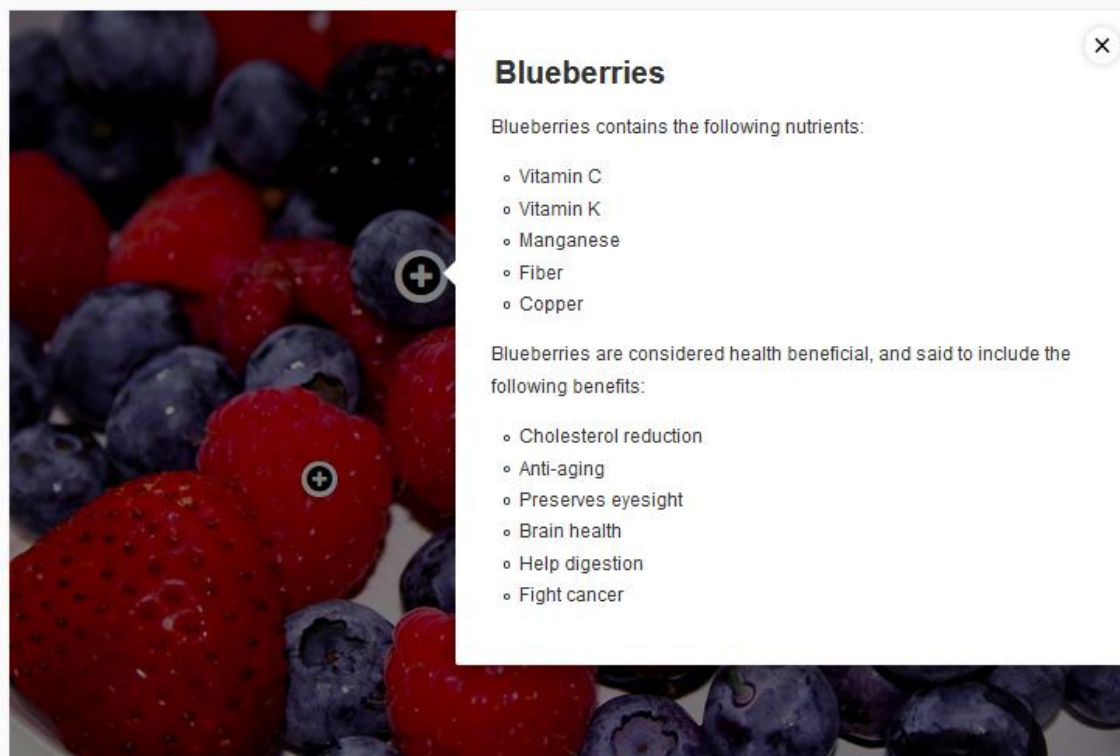 Blueberries
Blueberries contains the following nutrients:
Vitamin C
Vitamin K
Manganese
Fiber
Copper
Blueberries are considered health beneficial, and said to include the
following benefits:
Cholesterol reduction
Anti-aging
Preserves eyesight
Brain health
Help digestion
Fight cancer